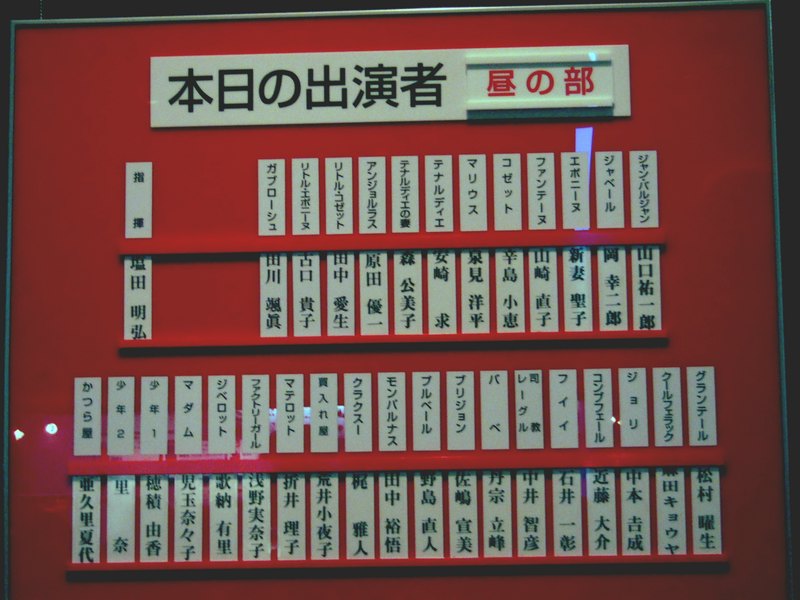 本日の出演者
昼の部
ジャン・バルジャン
山口祐一郎
ジャベール
岡 幸二郎
エポニーヌ
新妻 聖子
ファンテーヌ
山崎 直子
コゼット
辛島 小恵
マリウス
泉見 洋平
テナルディエ
安崎 求
テナルディエの妻
森 公美子
アンジョルラス
原田 優一
リトル・コゼット
田中 愛生
リトル・エポニーヌ
古口 貴子
ガブローシュ
田川 颯眞
指揮
塩田 明弘
グランテール
松村 曜生
クールフェラック
鎌田キョウヤ
ジョリ
中本 吉成
コンブフェール
近藤 大介
フイイ
石井 一彰
司教
レーグル
中井 智彦
バベ
丹宗 立峰
ブリジョン
佐嶋 宣美
プルベール
野島 直人
モンパルナス
田中 裕悟
クラクスー
梶 雅人
買入れ屋
荒井小夜子
マテロット
折井 理子
ファクトリーガール
浅野実奈子
ジベロット
歌納 有里
マダム
児玉奈々子
少年1
穂積 由香
少年2
里 奈
かつら屋
亜久里夏代